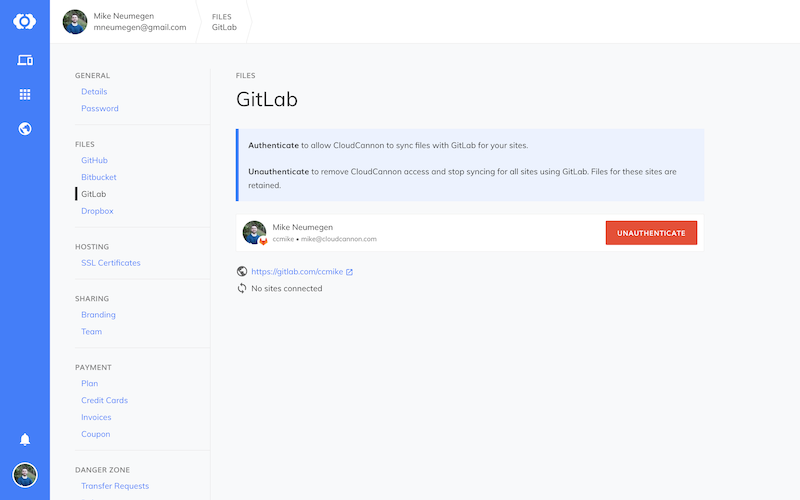 Mike Neumegen
mneumegen@gmail.com
FILES
GitLab
GENERAL
Details
Password
FILES
GitHub
Bitbucket
GitLab
Dropbox
HOSTING
SSL Certificates
SHARING
Branding
Team
PAYMENT
Plan
Credit Cards
Invoices
Coupon
DANGER ZONE
Transfer Requests
FILES
GitLab
Authenticate to allow CloudCannon to sync files with GitLab for your sites.
Unauthenticate to remove CloudCannon access and stop syncing for all sites using GitLab. Files for these sites are
retained.
Mike Neumegen
ccmike • mike@cloudcannon.com
UNAUTHENTICATE
https://gitlab.com/ccmike
No sites connected